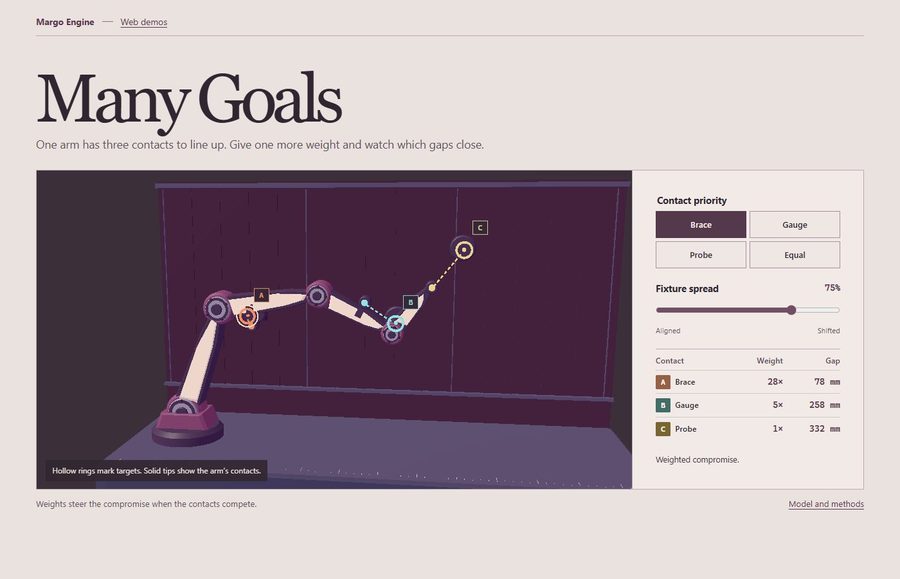 Margo Engine — Web demos
Many Goals
One arm has three contacts to line up. Give one more weight and watch which gaps close.
A
B
C
Hollow rings mark targets. Solid tips show the arm's contacts.
Contact priority
Brace Gauge
Probe Equal
Fixture spread 75%
Aligned Shifted
Contact Weight Gap
A Brace 28× 78 mm
B Gauge 5× 258 mm
C Probe 1× 332 mm
Weighted compromise.
Weights steer the compromise when the contacts compete.
Model and methods